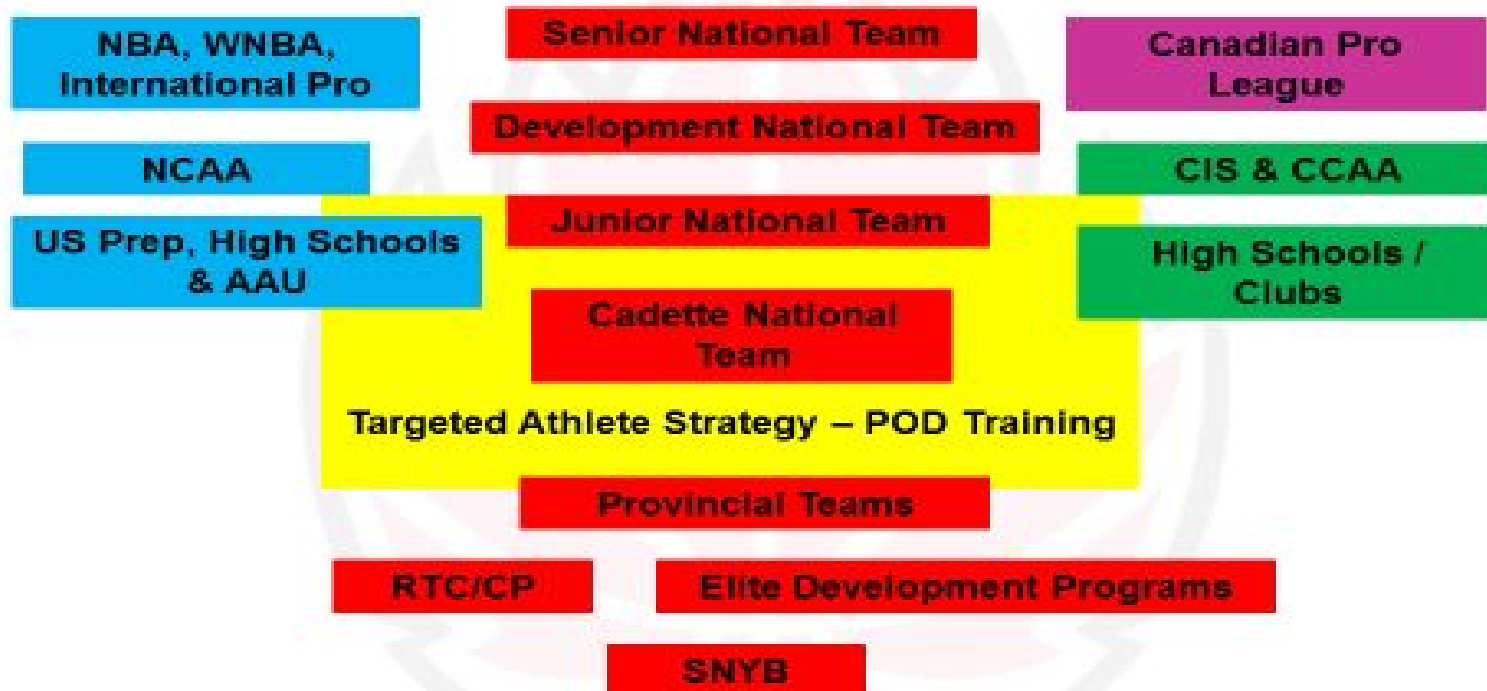 NBA, WNBA,
International Pro
Senior National Team
Canadian Pro
League
Development National Team
NCAA
CIS & CCAA
Junior National Team
US Prep, High Schools
& AAU
High Schools /
Clubs
Cadette National
Team
Targeted Athlete Strategy – POD Training
Provincial Teams
RTC/CP
Elite Development Programs
SNYB